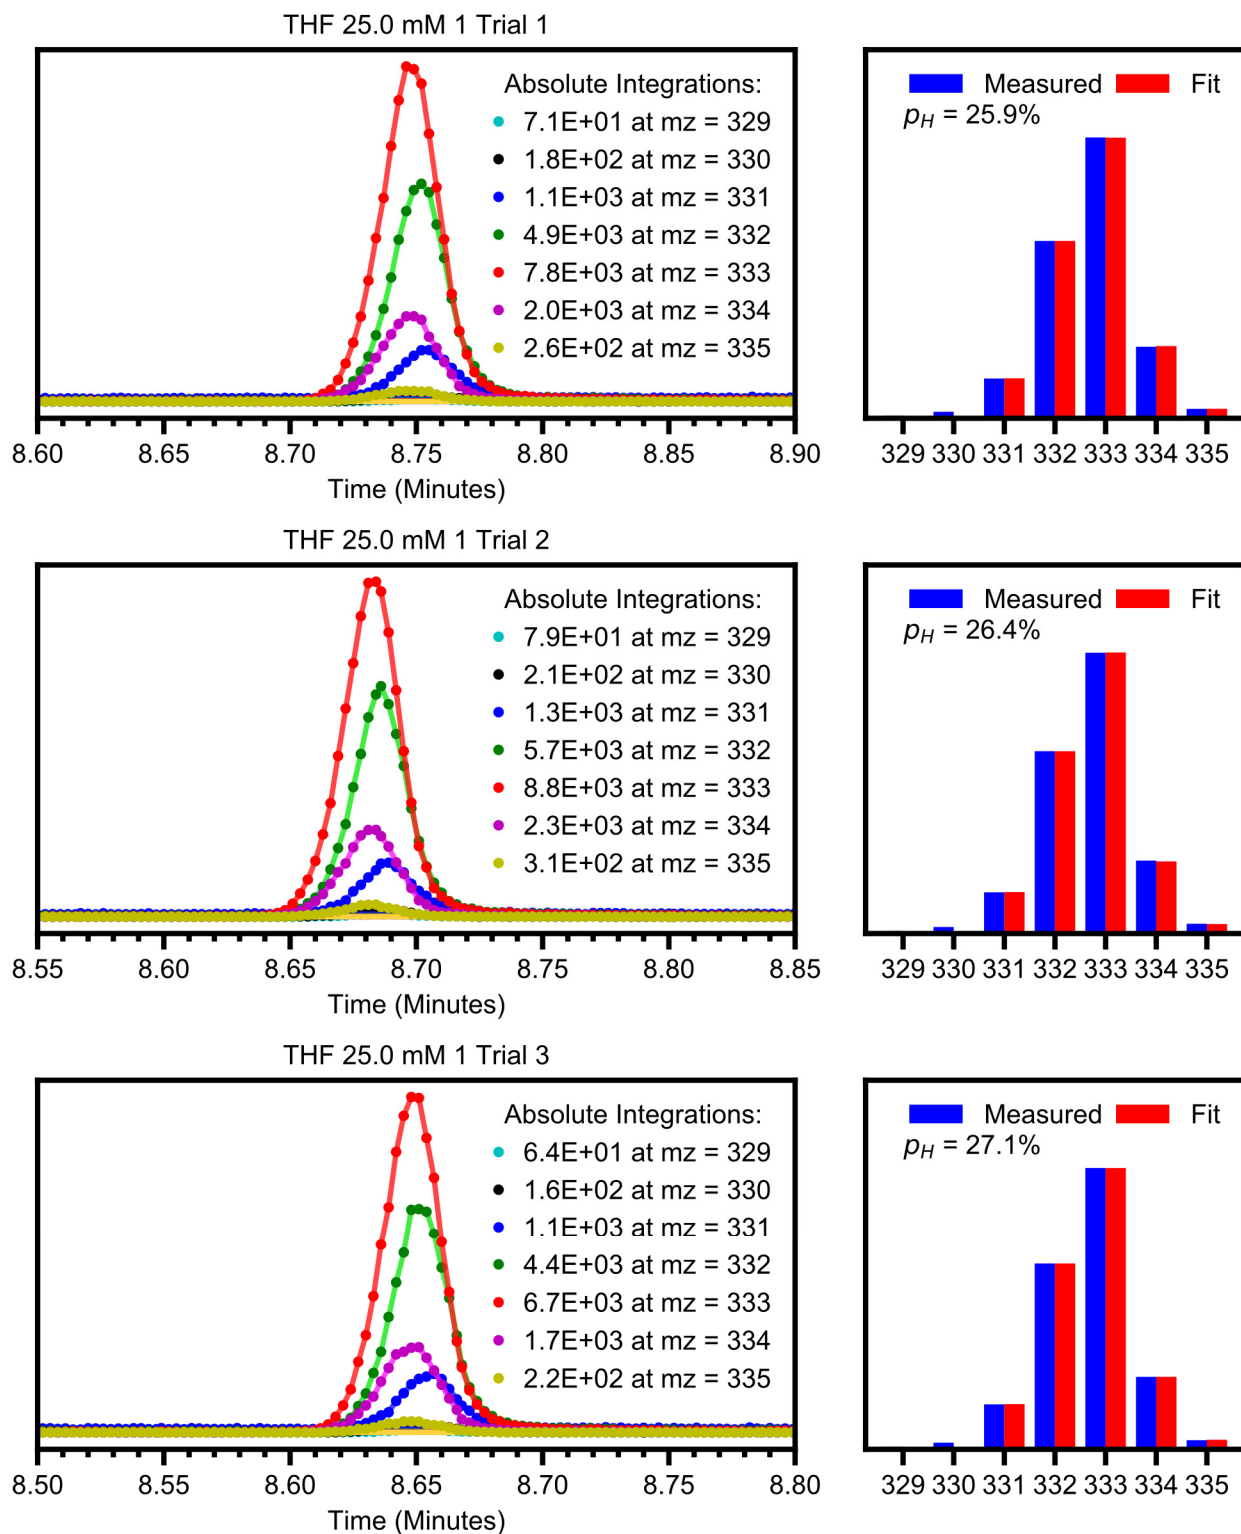 THF 25.0 mM 1 Trial 1
Absolute Integrations:
7.1E+01 at mz = 329
1.8E+02 at mz = 330
1.1E+03 at mz = 331
4.9E+03 at mz = 332
7.8E+03 at mz = 333
2.0E+03 at mz = 334
2.6E+02 at mz = 335
8.60 8.65 8.70 8.75 8.80 8.85 8.90
Time (Minutes)
Measured Fit
pH = 25.9%
329 330 331 332 333 334 335
THF 25.0 mM 1 Trial 2
Absolute Integrations:
7.9E+01 at mz = 329
2.1E+02 at mz = 330
1.3E+03 at mz = 331
5.7E+03 at mz = 332
8.8E+03 at mz = 333
2.3E+03 at mz = 334
3.1E+02 at mz = 335
8.55 8.60 8.65 8.70 8.75 8.80 8.85
Time (Minutes)
Measured Fit
pH = 26.4%
329 330 331 332 333 334 335
THF 25.0 mM 1 Trial 3
Absolute Integrations:
6.4E+01 at mz = 329
1.6E+02 at mz = 330
1.1E+03 at mz = 331
4.4E+03 at mz = 332
6.7E+03 at mz = 333
1.7E+03 at mz = 334
2.2E+02 at mz = 335
8.50 8.55 8.60 8.65 8.70 8.75 8.80
Time (Minutes)
Measured Fit
pH = 27.1%
329 330 331 332 333 334 335